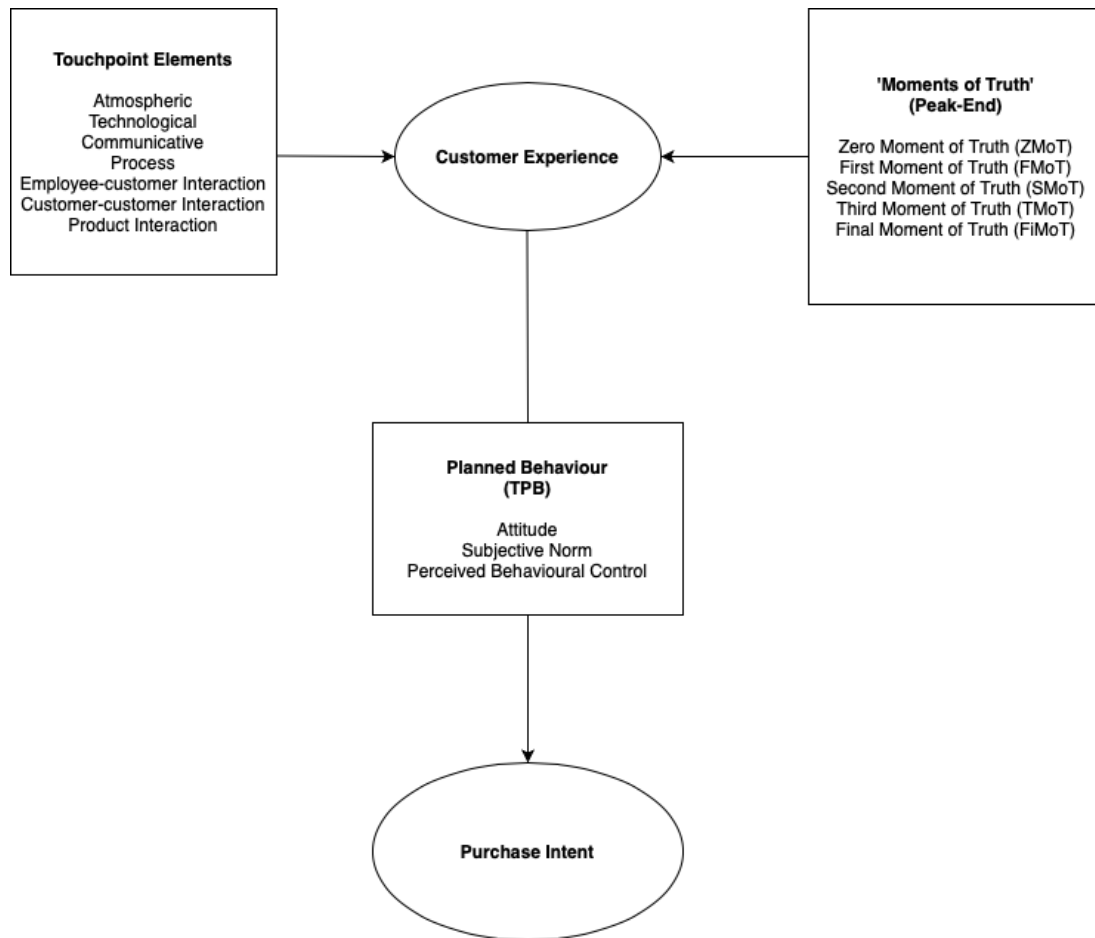 Touchpoint Elements
Atmospheric
Technological
Communicative
Process
Employee-customer Interaction
Customer-customer Interaction
Product Interaction
Customer Experience
'Moments of Truth'
(Peak-End)
Zero Moment of Truth (ZMoT)
First Moment of Truth (FMoT)
Second Moment of Truth (SMoT)
Third Moment of Truth (TMoT)
Final Moment of Truth (FiMoT)
Planned Behaviour
(TPB)
Attitude
Subjective Norm
Perceived Behavioural Control
Purchase Intent